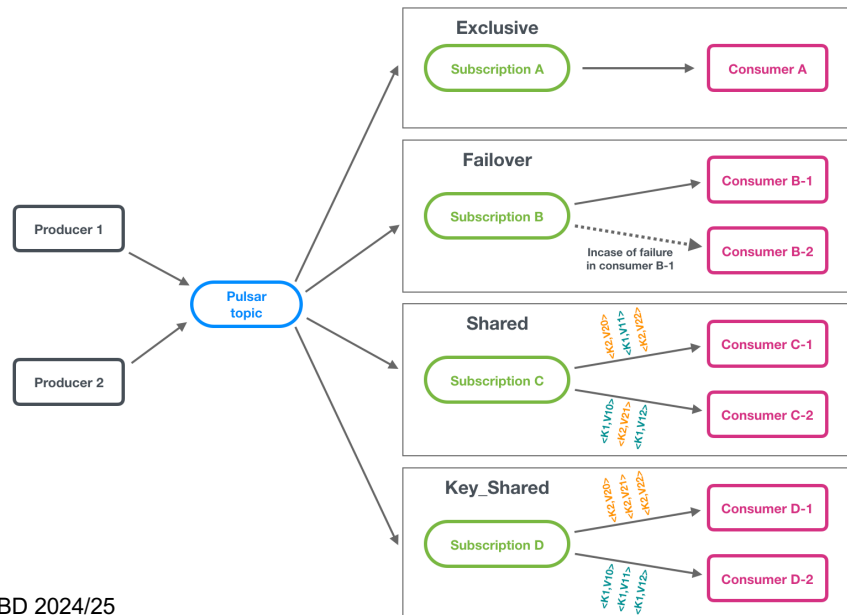 Exclusive
Subscription A
Consumer A
Failover
Subscription B
Consumer B-1
Incase of failure
in consumer B-1
Consumer B-2
Producer 1
Pulsar
topic
Producer 2
Shared
Subscription C
<K2,V20>
<K1,V11>
<K2,V22>
Consumer C-1
<K1,V10>
<K2,V21>
<K1,V12>
Consumer C-2
Key_Shared
Subscription D
<K2,V20>
<K2,V21>
<K2,V22>
Consumer D-1
<K1,V10>
<K1,V11>
<K1,V12>
Consumer D-2
BD 2024/25